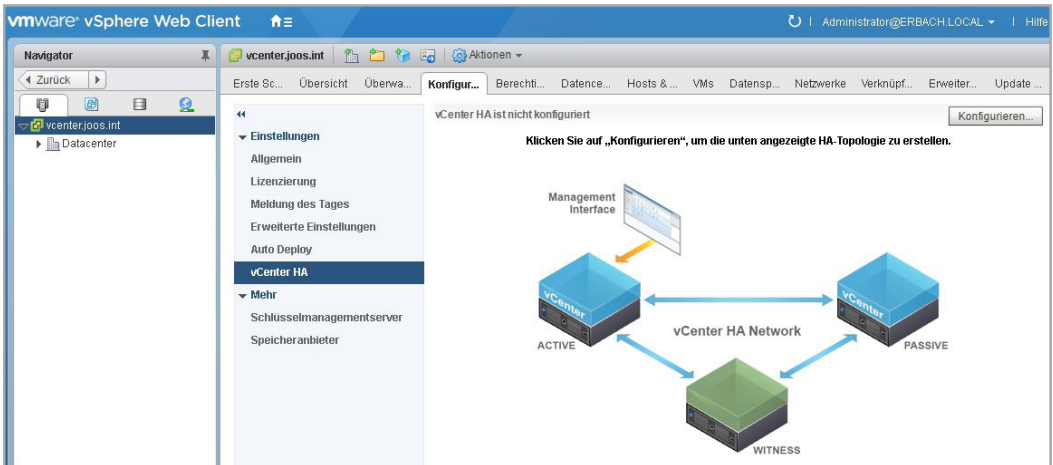 vmware® vSphere Web Client
Administrator@ERBACH.LOCAL
Hilfe
Navigator
Zurück
vcenter.joos.int
Datacenter
vcenter.joos.int
Aktionen
Erste Sc... Übersicht Überwa... Konfigur... Berechti... Datence... Hosts & ... VMs Datensp... Netzwerke Verknüpf... Erweiter... Update ...
Einstellungen
Allgemein
Lizenzierung
Meldung des Tages
Erweiterte Einstellungen
Auto Deploy
vCenter HA
Mehr
Schlüsselmanagementserver
Speicheranbieter
vCenter HA ist nicht konfiguriert
Konfigurieren...
Klicken Sie auf „Konfigurieren“, um die unten angezeigte HA-Topologie zu erstellen.
Management
Interface
vCenter
ACTIVE
vCenter HA Network
vCenter
PASSIVE
WITNESS